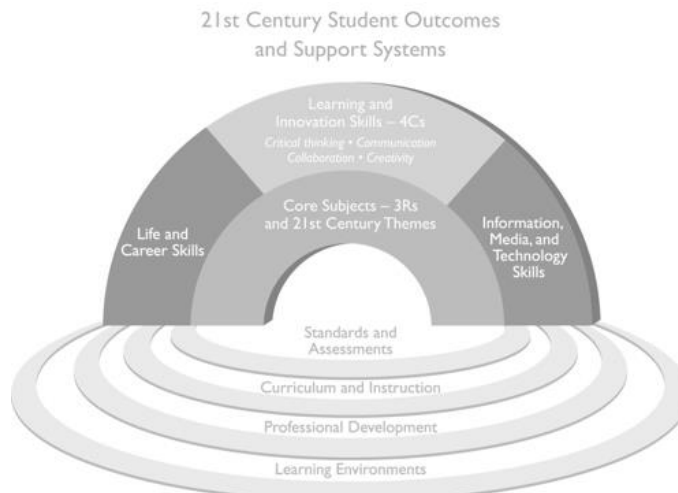 21st Century Student Outcomes
and Support Systems
Learning and
Innovation Skills – 4Cs
Critical thinking • Communication
Collaboration • Creativity
Core Subjects – 3Rs
and 21st Century Themes
Life and
Career Skills
Information,
Media, and
Technology
Skills
Standards and
Assessments
Curriculum and Instruction
Professional Development
Learning Environments